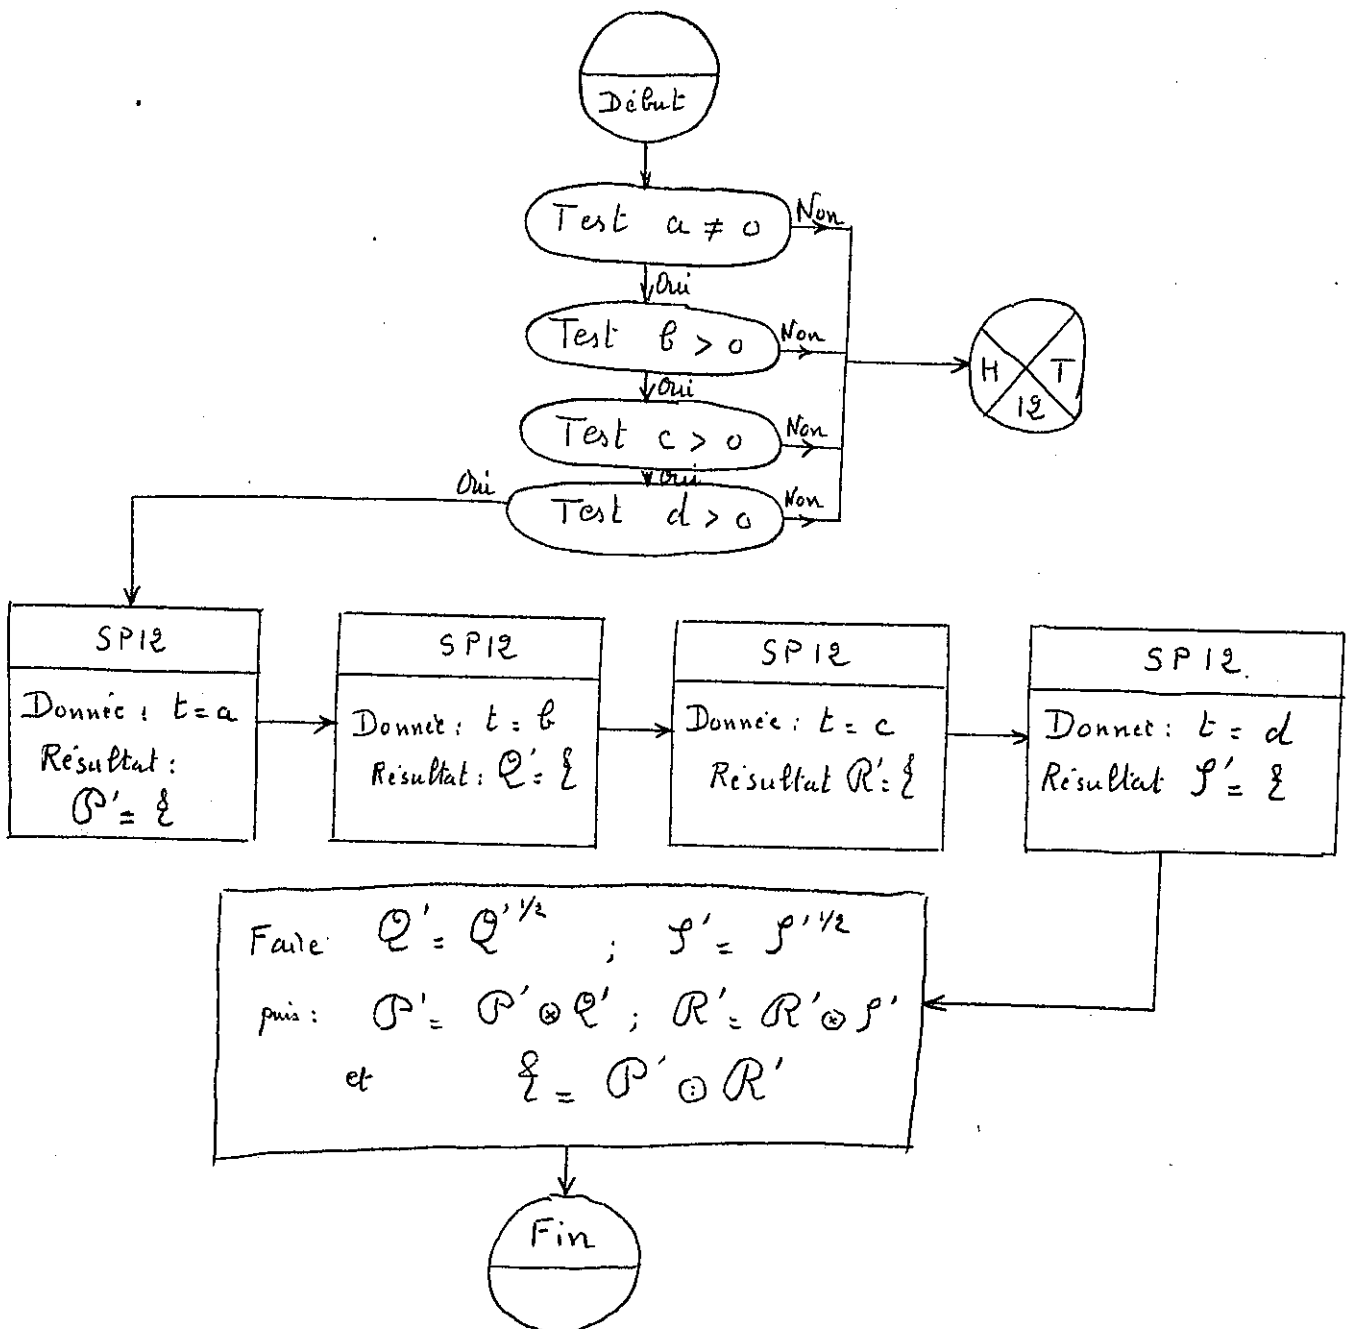 Début
Test a ≠ 0
Non
Oui
Test b > 0
Non
Oui
Test c > 0
Non
Oui
Test d > 0
Non
Oui
H T
12
SP12
Donnée : t = a
Résultat :
P' = {
SP12
Donnée : t = b
Résultat : Q' = {
SP12
Donnée : t = c
Résultat R' = {
SP12.
Donnée : t = d
Résultat S' = {
Faire Q' = Q'^1/2 ; S' = S'^1/2
puis : P' = P' ⊗ Q' ; R' = R' ⊗ S'
et { = P' ⊙ R'
Fin